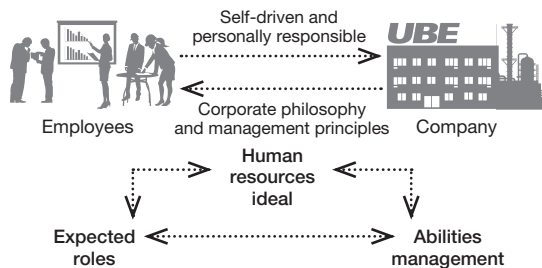 Self-driven and
personally responsible
UBE
Corporate philosophy
and management principles
Employees
Company
Human
resources
ideal
Expected
roles
Abilities
management